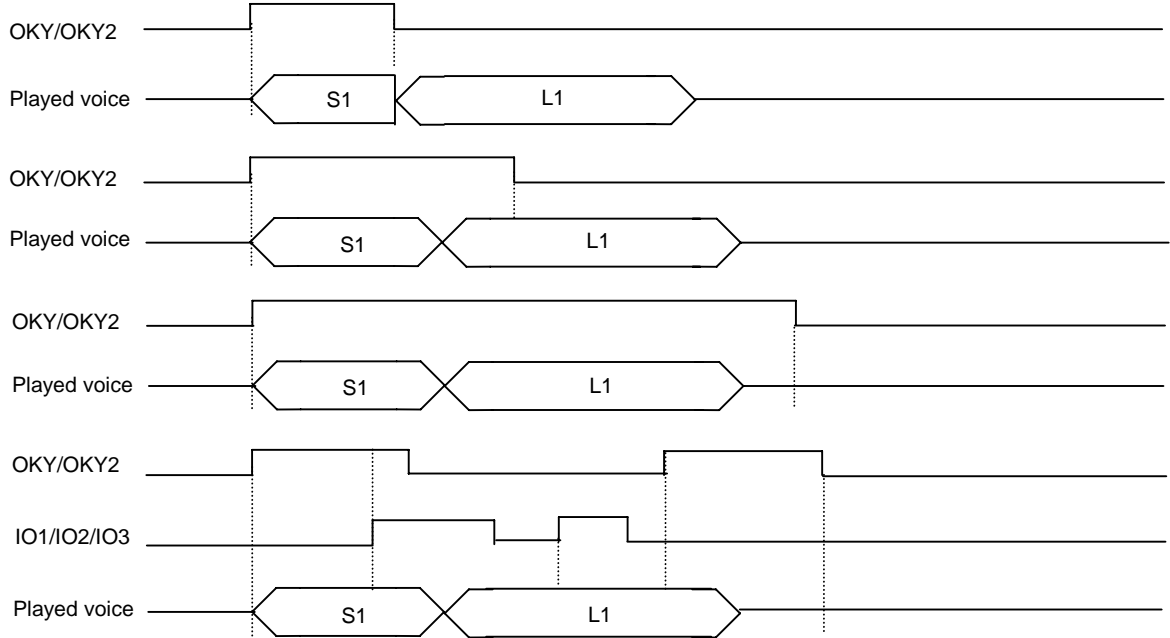 OKY/OKY2
Played voice S1 L1
OKY/OKY2
Played voice S1 L1
OKY/OKY2
Played voice S1 L1
OKY/OKY2
IO1/IO2/IO3
Played voice S1 L1